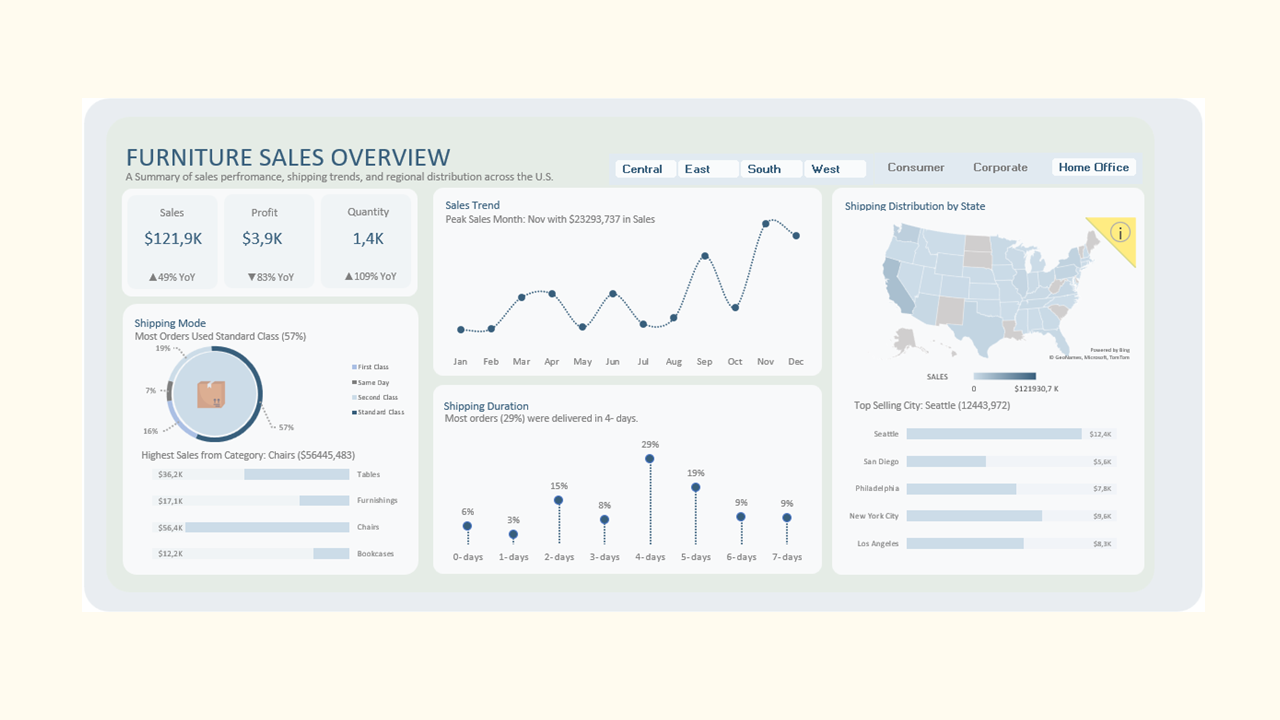 FURNITURE SALES OVERVIEW
A Summary of sales perfromance, shipping trends, and regional distribution across the U.S.
Central East South West Consumer Corporate Home Office
Sales
$121,9K
▲49% YoY
Profit
$3,9K
▼83% YoY
Quantity
1,4K
▲109% YoY
Shipping Mode
Most Orders Used Standard Class (57%)
19%
7%
16%
57%
First Class
Same Day
Second Class
Standard Class
Highest Sales from Category: Chairs ($56445,483)
$36,2K Tables
$17,1K Furnishings
$56,4K Chairs
$12,2K Bookcases
Sales Trend
Peak Sales Month: Nov with $23293,737 in Sales
Jan Feb Mar Apr May Jun Jul Aug Sep Oct Nov Dec
Shipping Duration
Most orders (29%) were delivered in 4- days.
6% 3% 15% 8% 29% 19% 9% 9%
0-days 1-days 2-days 3-days 4-days 5-days 6-days 7-days
Shipping Distribution by State
i
Powered by Bing
© GeoNames, Microsoft, TomTom
SALES
0 $121930,7 K
Top Selling City: Seattle (12443,972)
Seattle $12,4K
San Diego $5,6K
Philadelphia $7,8K
New York City $9,6K
Los Angeles $8,3K